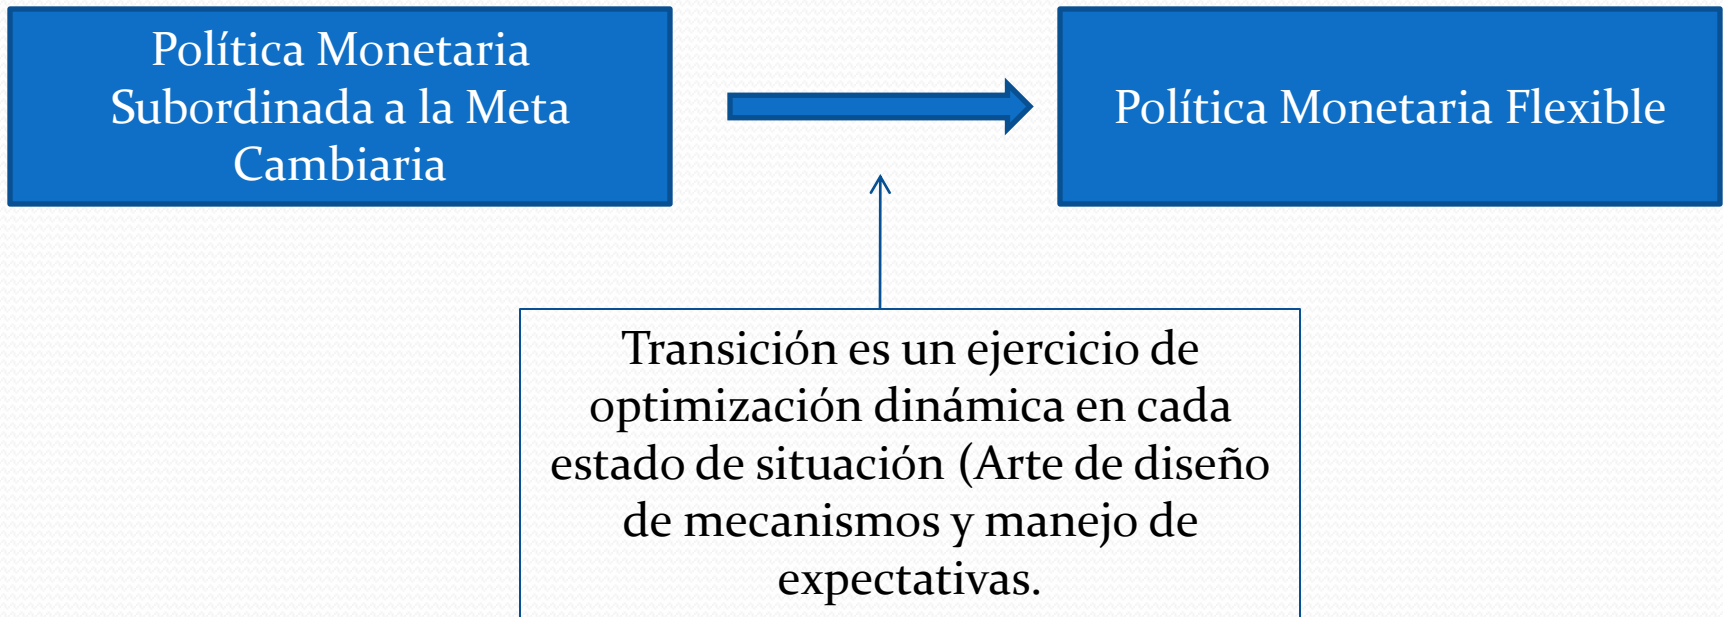 Política Monetaria
Subordinada a la Meta
Cambiaria
Política Monetaria Flexible
Transición es un ejercicio de
optimización dinámica en cada
estado de situación (Arte de diseño
de mecanismos y manejo de
expectativas.